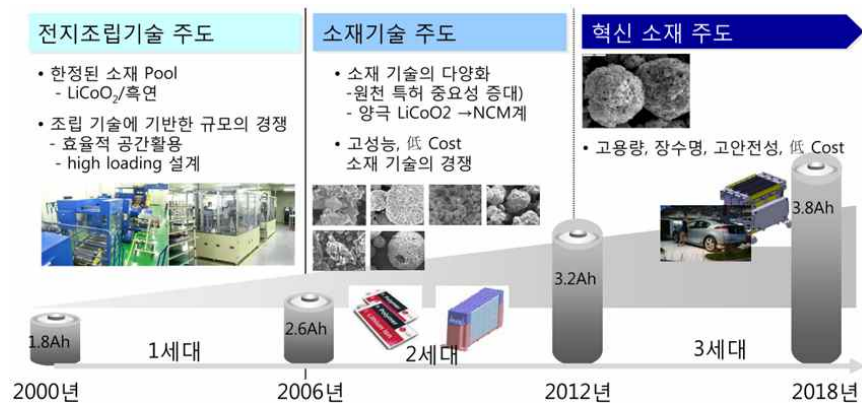 전지조립기술 주도
• 한정된 소재 Pool
- LiCoO₂/흑연
• 조립 기술에 기반한 규모의 경쟁
- 효율적 공간활용
- high loading 설계
소재기술 주도
• 소재 기술의 다양화
-원천 특허 중요성 증대)
- 양극 LiCoO2 →NCM계
• 고성능, 低 Cost
소재 기술의 경쟁
혁신 소재 주도
• 고용량, 장수명, 고안전성, 低 Cost
1.8Ah
2.6Ah
3.2Ah
3.8Ah
Polymer
Lithium Ion
1세대
2세대
3세대
2000년
2006년
2012년
2018년